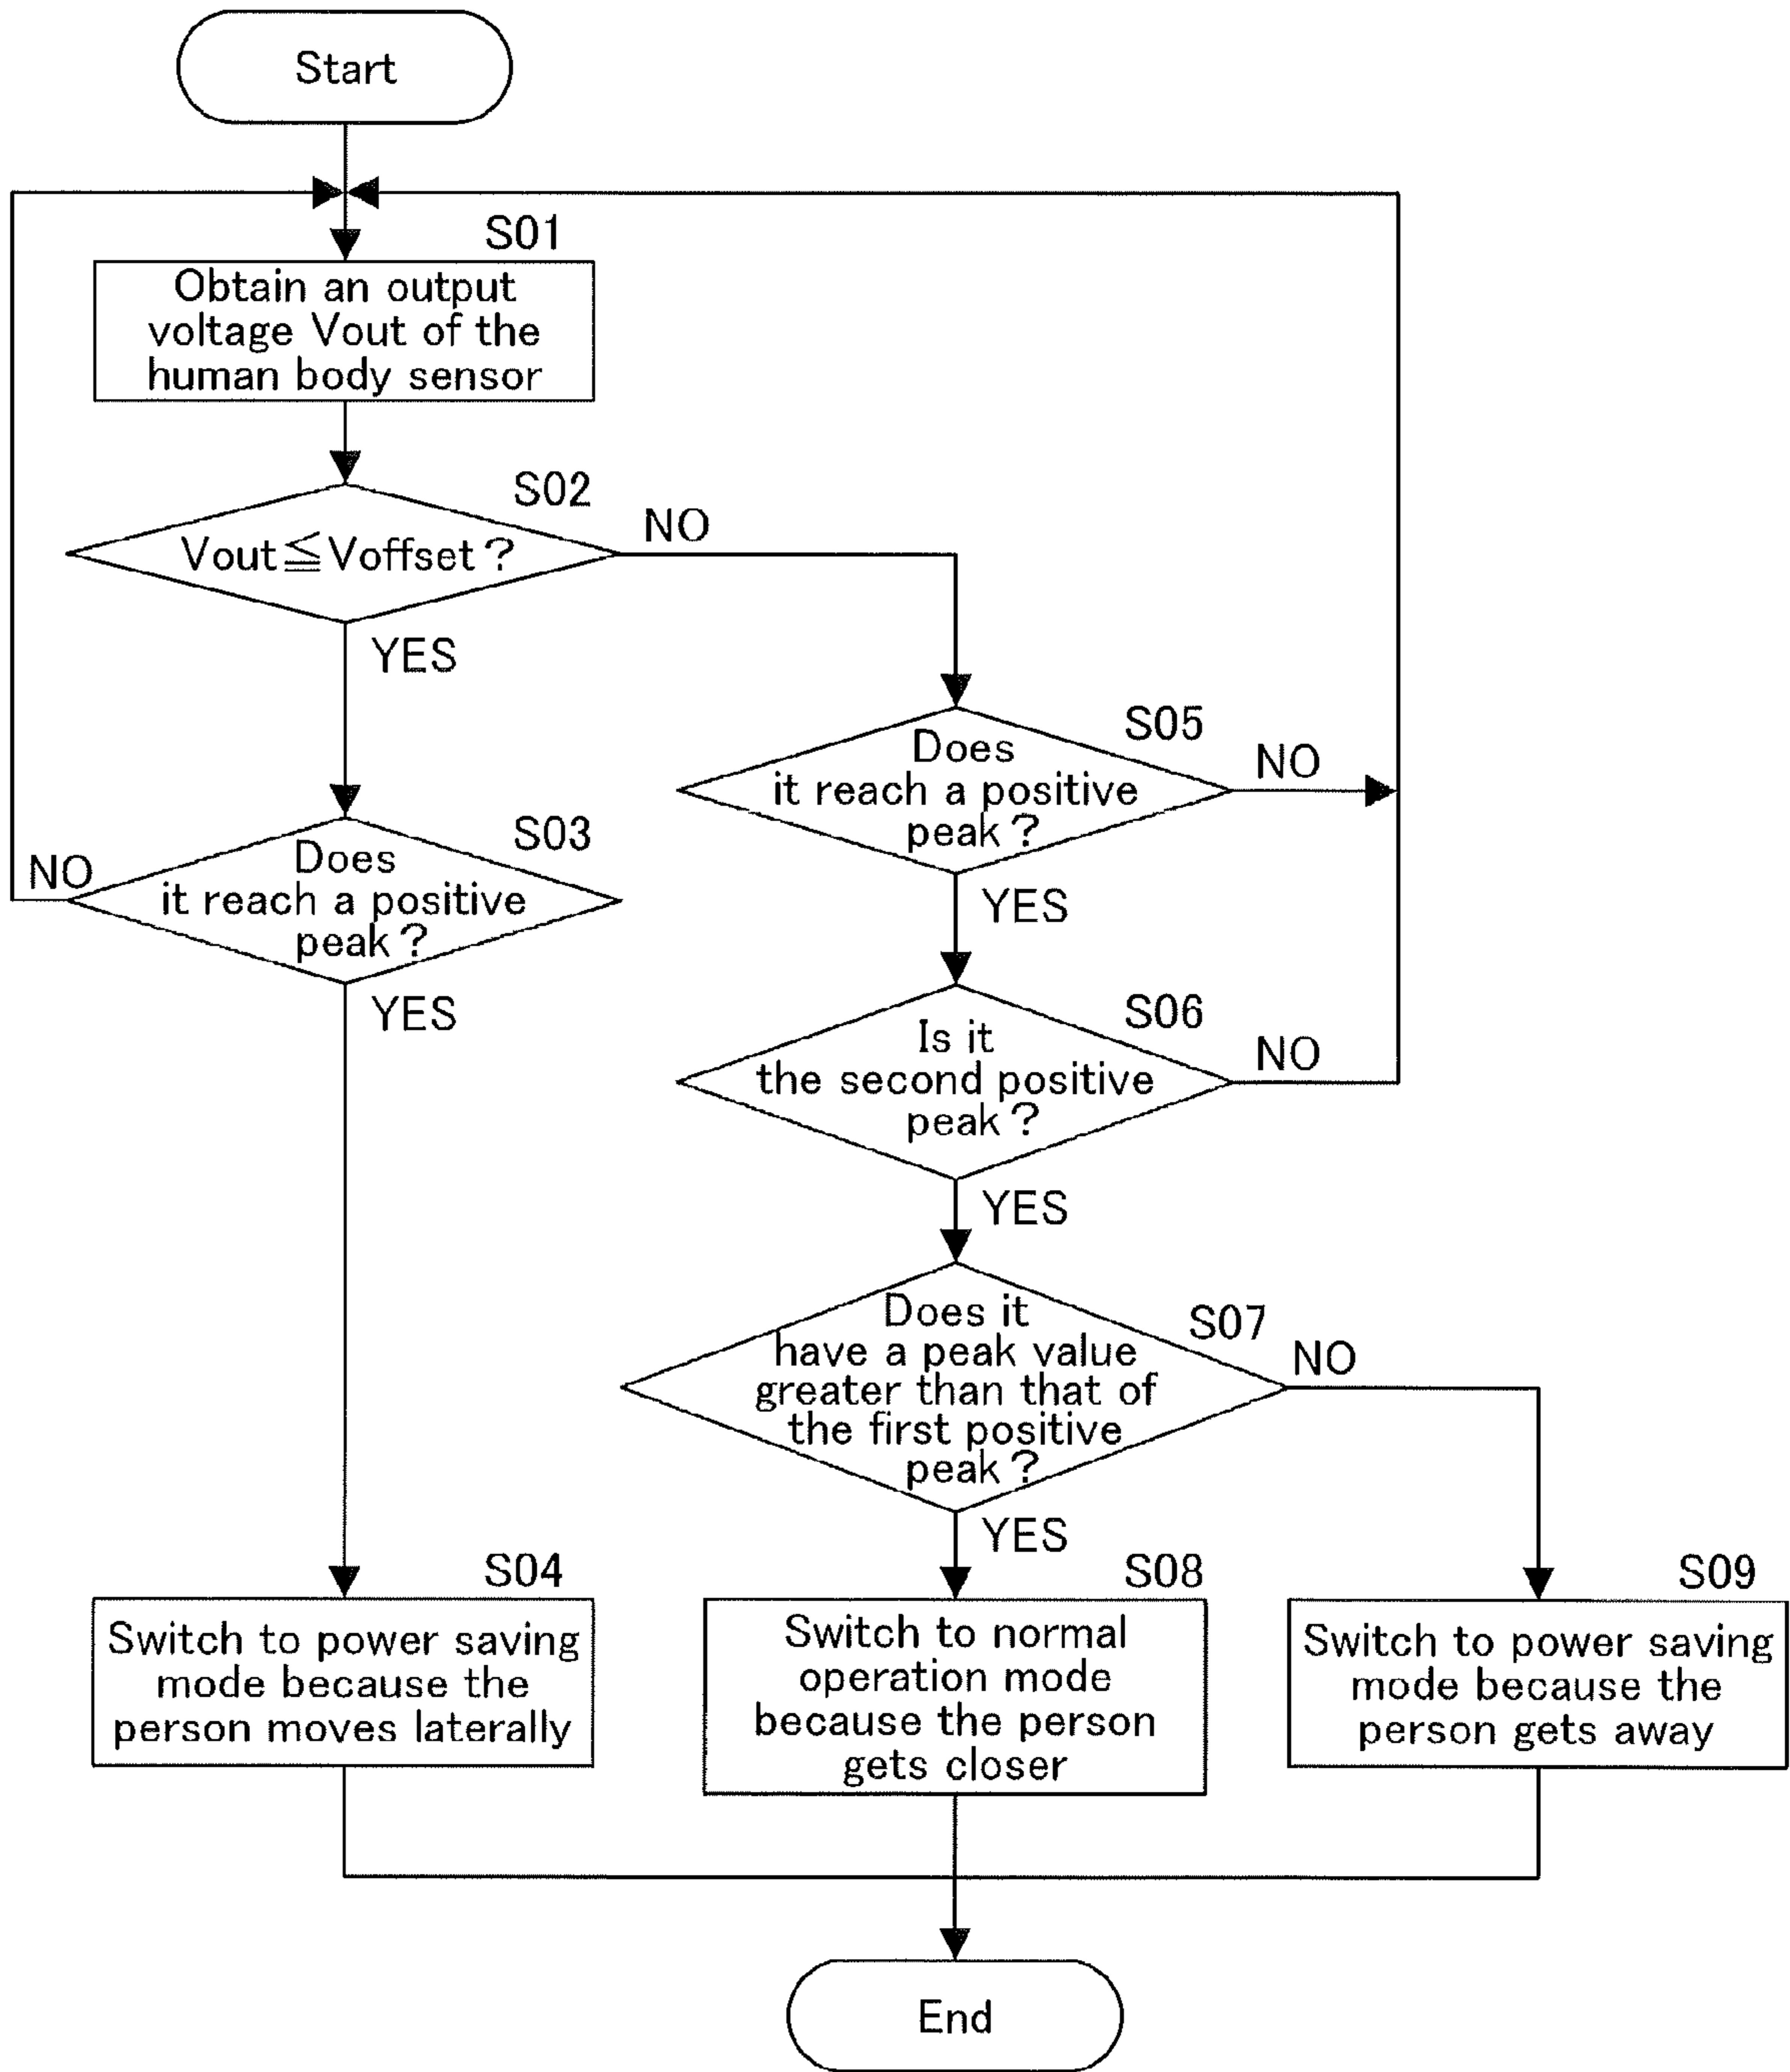 Start
S01
Obtain an output
voltage Vout of the
human body sensor
S02
Vout≦Voffset?
NO
YES
S03
Does
it reach a positive
peak?
NO
YES
S05
Does
it reach a positive
peak?
NO
YES
S06
Is it
the second positive
peak?
NO
YES
S07
Does it
have a peak value
greater than that of
the first positive
peak?
NO
YES
S04
Switch to power saving
mode because the
person moves laterally
S08
Switch to normal
operation mode
because the person
gets closer
S09
Switch to power saving
mode because the
person gets away
End